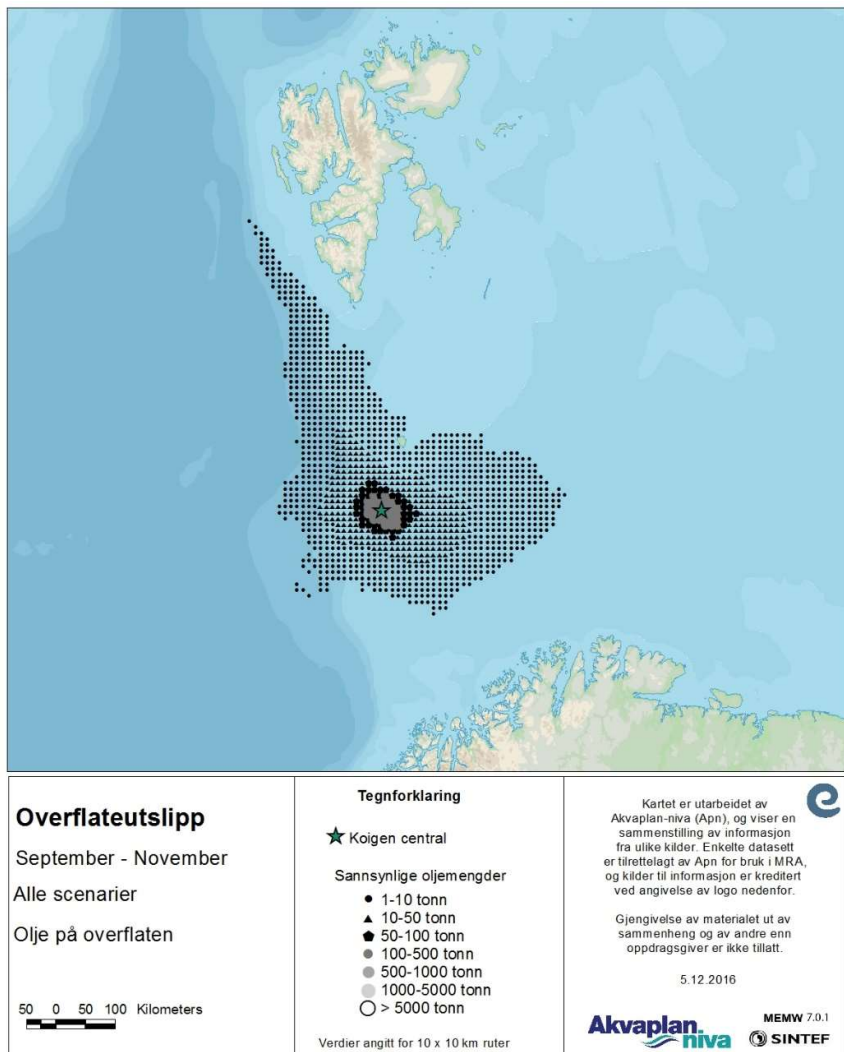 Overflateutslipp
September - November
Alle scenarier
Olje på overflaten
50 0 50 100 Kilometers
Tegnforklaring
Koigen central
Sannsynlige oljemengder
1-10 tonn
10-50 tonn
50-100 tonn
100-500 tonn
500-1000 tonn
1000-5000 tonn
> 5000 tonn
Verdier angitt for 10 x 10 km ruter
Kartet er utarbeidet av
Akvaplan-niva (Apn), og viser en
sammenstilling av informasjon
fra ulike kilder. Enkelte datasett
er tilrettelagt av Apn for bruk i MRA,
og kilder til informasjon er kreditert
ved angivelse av logo nedenfor.
Gjengivelse av materialet ut av
sammenheng og av andre enn
oppdragsgiver er ikke tillatt.
5.12.2016
Akvaplan niva
MEMW 7.0.1
SINTEF